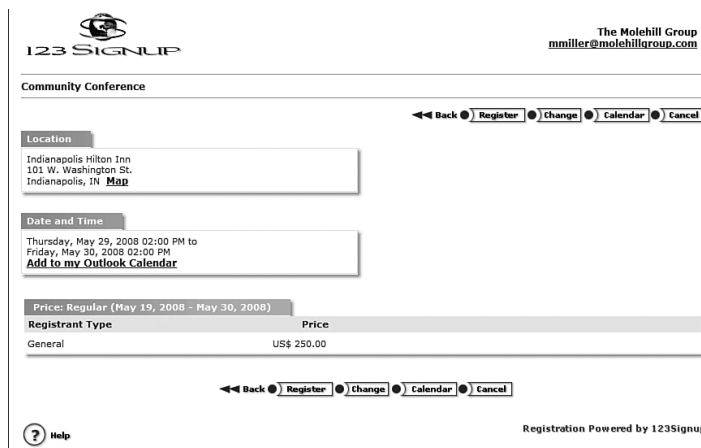 123 SIGNUP
The Molehill Group
mmiller@molehillgroup.com
Community Conference
Back Register Change Calendar Cancel
Location
Indianapolis Hilton Inn
101 W. Washington St.
Indianapolis, IN Map
Date and Time
Thursday, May 29, 2008 02:00 PM to
Friday, May 30, 2008 02:00 PM
Add to my Outlook Calendar
Price: Regular (May 19, 2008 - May 30, 2008)
Registrant Type Price
General US$ 250.00
Back Register Change Calendar Cancel
? Help
Registration Powered by 123Signup